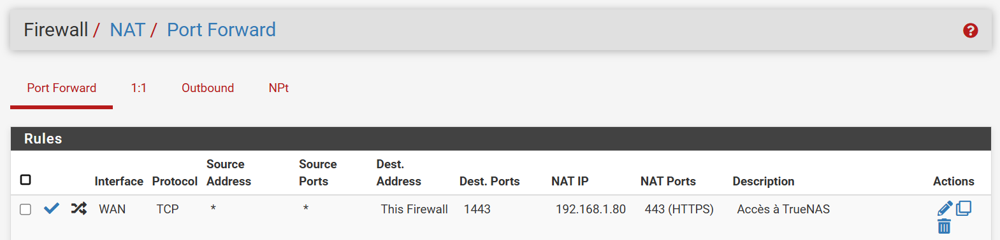 Firewall / NAT / Port Forward
Port Forward 1:1 Outbound NPt
Rules
Interface Protocol Source Address Source Ports Dest. Address Dest. Ports NAT IP NAT Ports Description Actions
WAN TCP * * This Firewall 1443 192.168.1.80 443 (HTTPS) Accès à TrueNAS